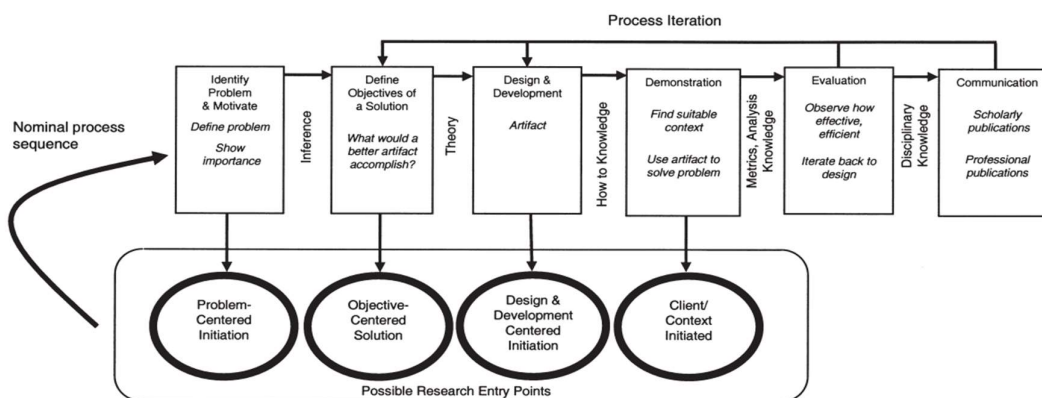 Process Iteration
Nominal process
sequence
Identify
Problem
& Motivate
Define problem
Show
importance
Inference
Define
Objectives of
a Solution
What would a
better artifact
accomplish?
Theory
Design &
Development
Artifact
How to Knowledge
Demonstration
Find suitable
context
Use artifact to
solve problem
Metrics, Analysis
Knowledge
Evaluation
Observe how
effective,
efficient
Iterate back to
design
Disciplinary
Knowledge
Communication
Scholarly
publications
Professional
publications
Problem-
Centered
Initiation
Objective-
Centered
Solution
Design &
Development
Centered
Initiation
Client/
Context
Initiated
Possible Research Entry Points